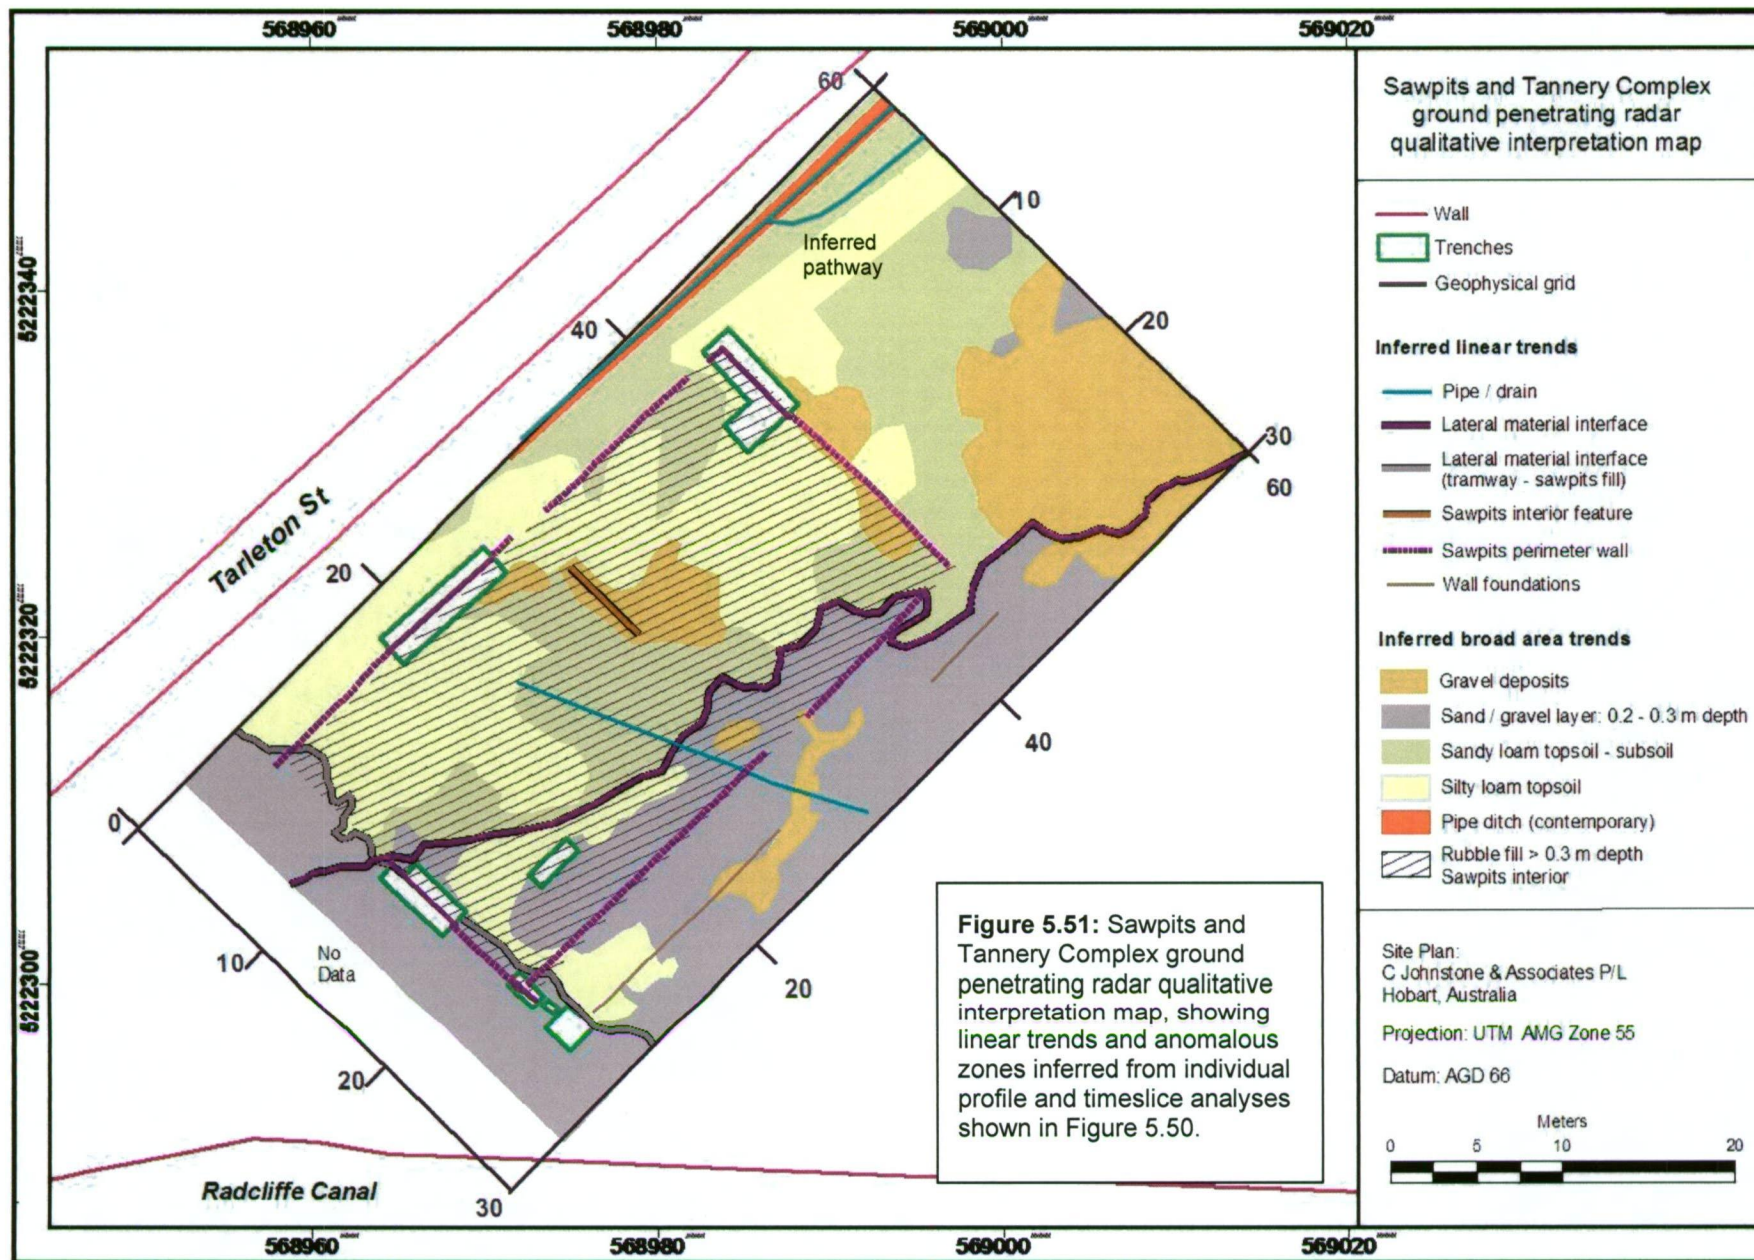 568960
568980
569000
569020
Sawpits and Tannery Complex
ground penetrating radar
qualitative interpretation map
Wall
Trenches
Geophysical grid
Inferred linear trends
Pipe / drain
Lateral material interface
Lateral material interface
(tramway - sawpits fill)
Sawpits interior feature
Sawpits perimeter wall
Wall foundations
Inferred broad area trends
Gravel deposits
Sand / gravel layer: 0.2 - 0.3 m depth
Sandy loam topsoil - subsoil
Silty loam topsoil
Pipe ditch (contemporary)
Rubble fill > 0.3 m depth
Sawpits interior
Site Plan:
C Johnstone & Associates P/L
Hobart, Australia
Projection: UTM AMG Zone 55
Datum: AGD 66
Meters
0 5 10 20
60
10
Inferred
pathway
5222340
40
20
30
60
Tarleton St
20
5222320
40
0
10
No
Data
20
5222300
20
30
Radcliffe Canal
Figure 5.51: Sawpits and
Tannery Complex ground
penetrating radar qualitative
interpretation map, showing
linear trends and anomalous
zones inferred from individual
profile and timeslice analyses
shown in Figure 5.50.
568960
568980
569000
569020